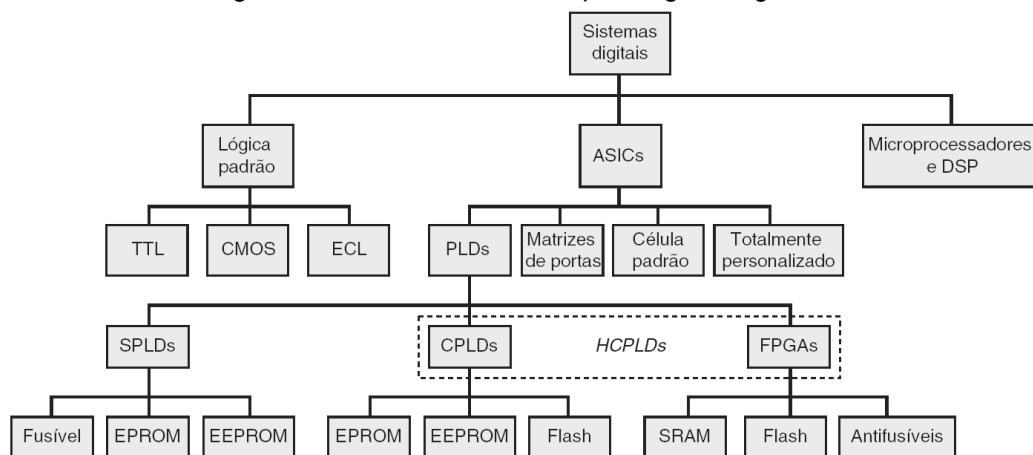 Sistemas
digitais
Lógica
padrão
ASICs
Microprocessadores
e DSP
TTL
CMOS
ECL
PLDs
Matrizes
de portas
Célula
padrão
Totalmente
personalizado
SPLDs
CPLDs
HCPLDs
FPGAs
Fusível
EPROM
EEPROM
EPROM
EEPROM
Flash
SRAM
Flash
Antifusíveis